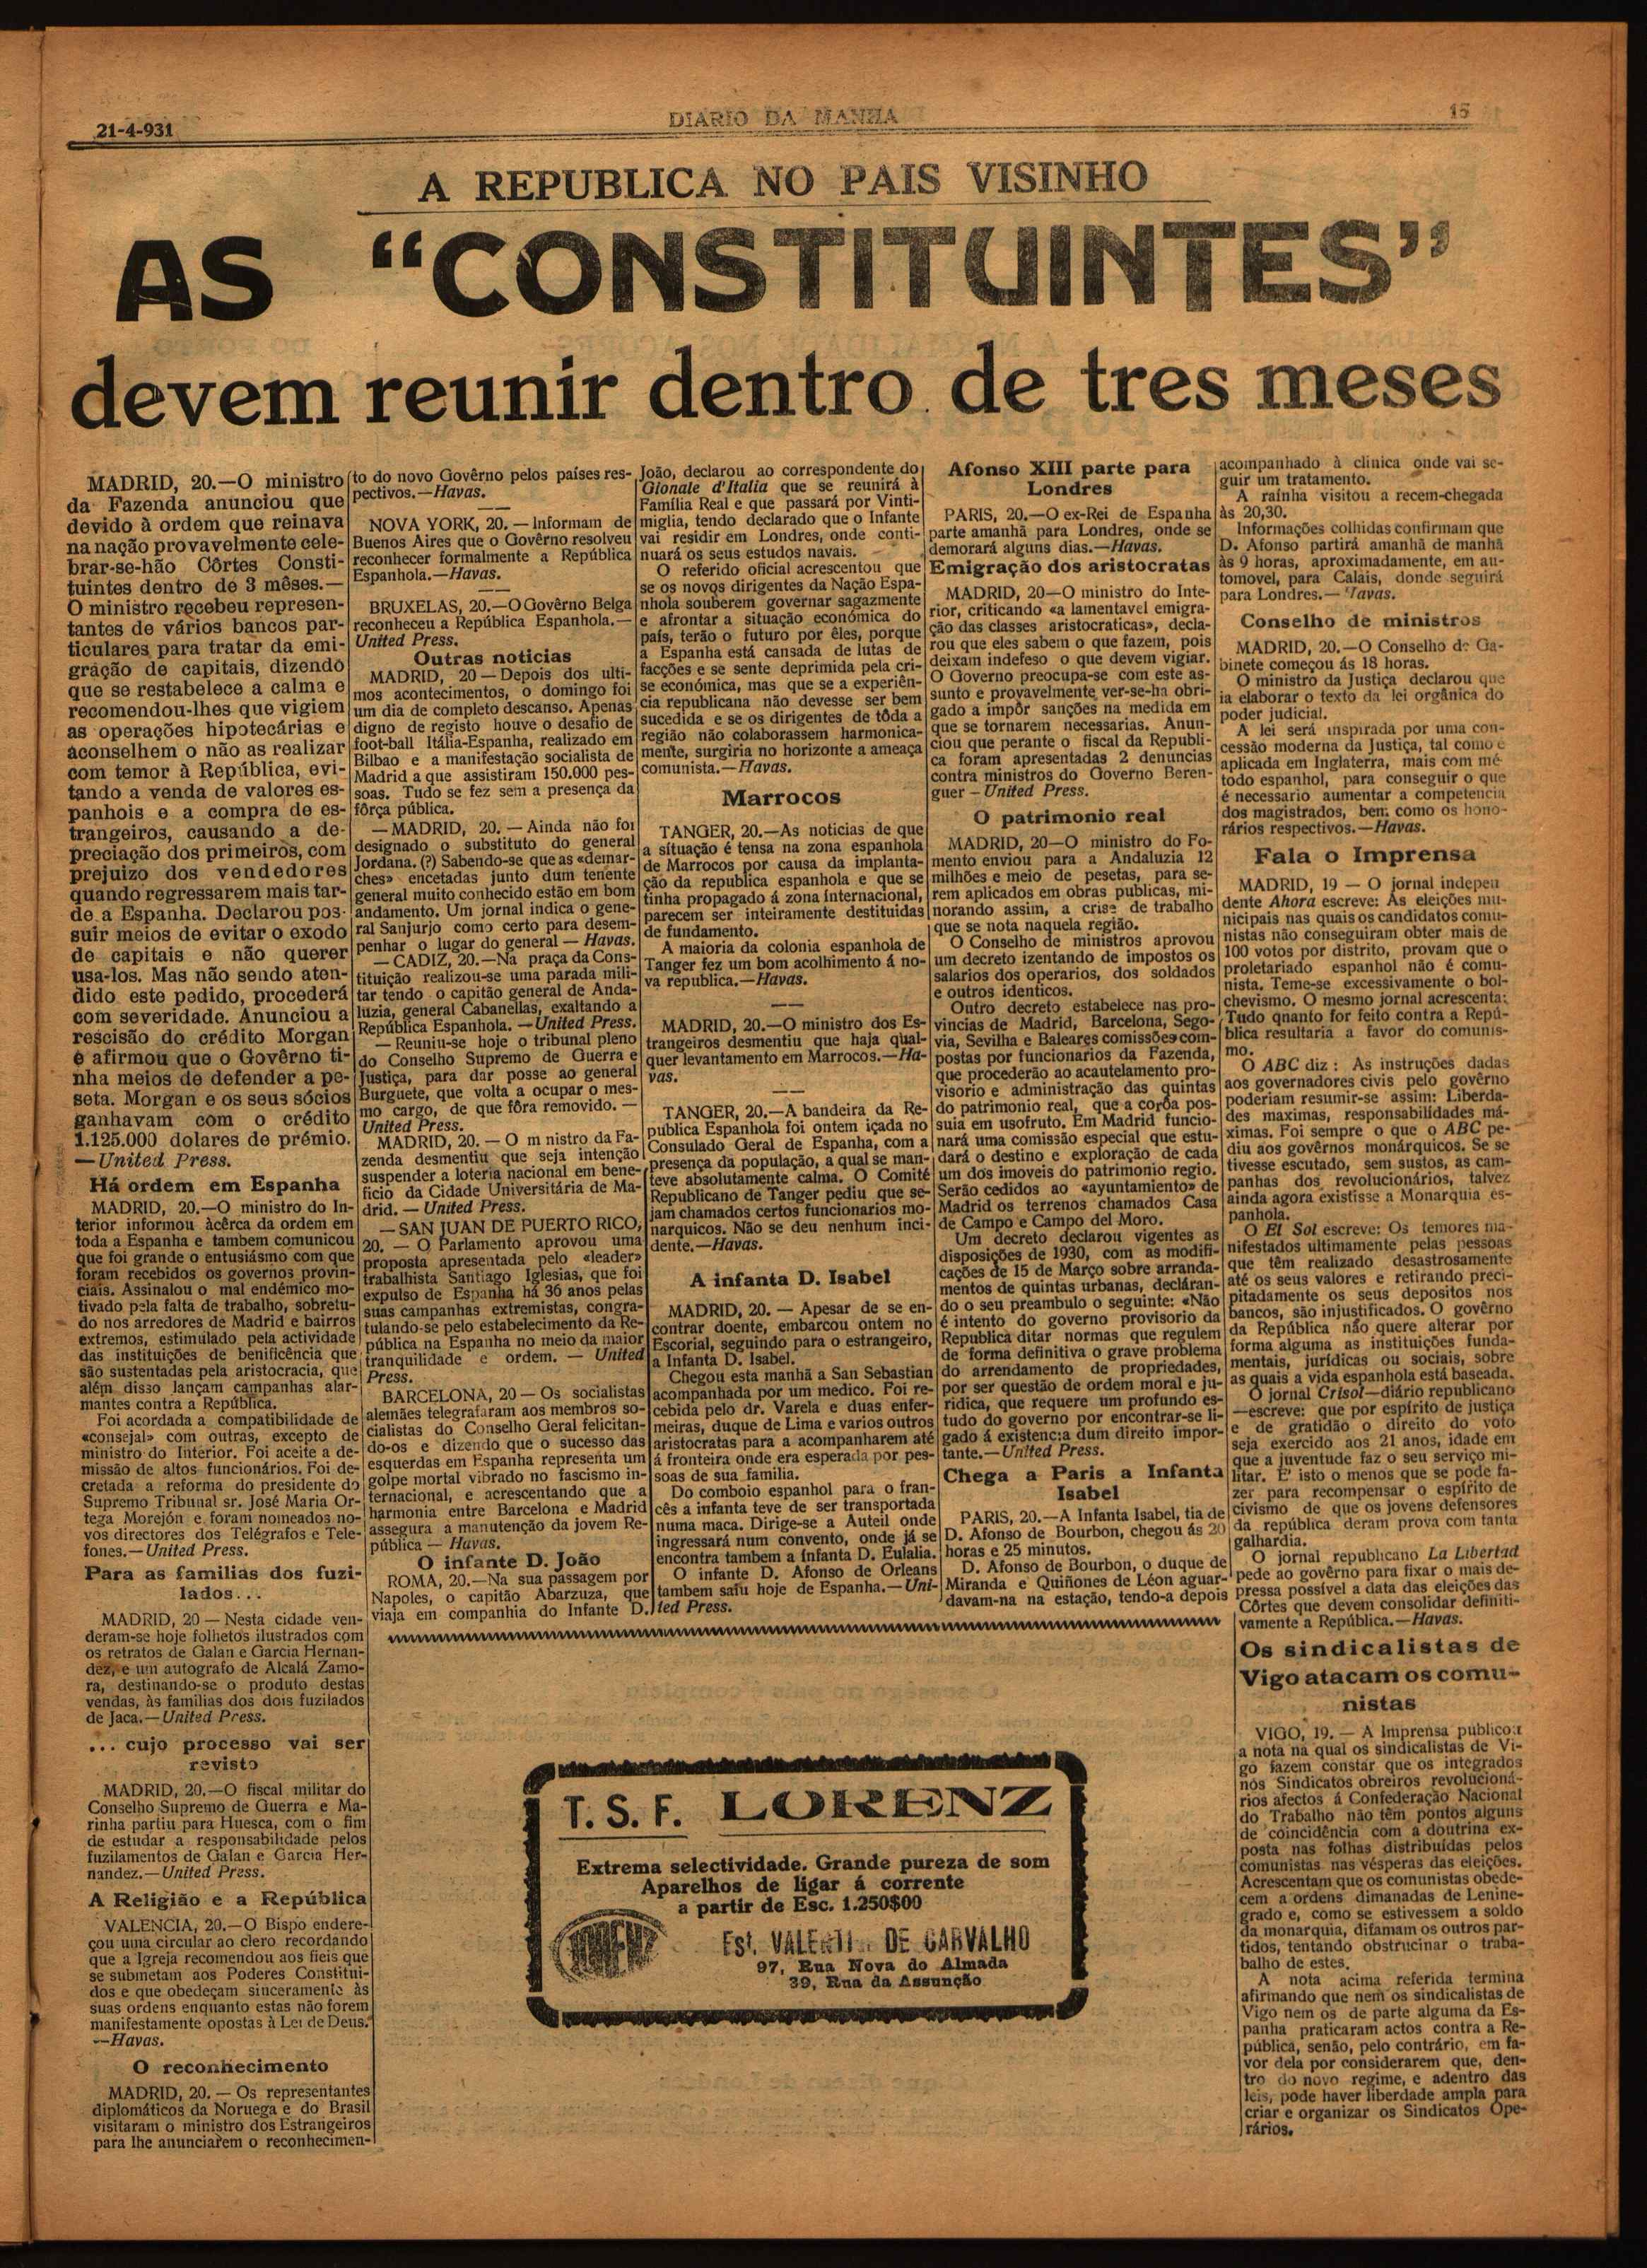 21-4-931
DIARIO DA MANHA
15
A REPUBLICA NO PAIS VISINHO
AS "CONSTITUINTES"
devem reunir dentro de tres meses
MADRID, 20.—O ministro
da Fazenda anunciou que
devido à ordem que reinava
na nação provavelmente cele-
brar-se-hão Côrtes Consti-
tuintes dentro de 3 mêses.—
O ministro recebeu represen-
tantes de vários bancos par-
ticulares para tratar da emi-
gração de capitais, dizendo
que se restabelece a calma e
recomendou-lhes que vigiem
as operações hipotecárias e
aconselhem o não as realizar
com temor à República, evi-
tando a venda de valores es-
panhois e a compra de es-
trangeiros, causando a de-
preciação dos primeiros, com
prejuizo dos vendedores
quando regressarem mais tar-
de a Espanha. Declarou pos-
suir meios de evitar o exodo
de capitais e não querer
usa-los. Mas não sendo aten-
dido este pedido, procederá
com severidade. Anunciou a
rescisão do crédito Morgan
e afirmou que o Govêrno ti-
nha meios de defender a pe-
seta. Morgan e os seus sócios
ganhavam com o crédito
1.125.000 dolares de prémio.
—United Press.
Há ordem em Espanha
MADRID, 20.—O ministro do In-
terior informou àcêrca da ordem em
toda a Espanha e tambem comunicou
que foi grande o entusiásmo com que
foram recebidos os governos provin-
ciais. Assinalou o mal endémico mo-
tivado pela falta de trabalho, sobretu-
do nos arredores de Madrid e bairros
extremos, estimulado pela actividade
das instituições de benificência que
são sustentadas pela aristocracia, que
além disso lançam campanhas alar-
mantes contra a República.
Foi acordada a compatibilidade de
«consejal» com outras, excepto de
ministro do Interior. Foi aceite a de-
missão de altos funcionários. Foi de-
cretada a reforma do presidente do
Supremo Tribunal sr. José Maria Or-
tega Morejón e foram nomeados no-
vos directores dos Telégrafos e Tele-
fones.—United Press.
Para as familias dos fuzi-
lados...
MADRID, 20 — Nesta cidade ven-
deram-se hoje folhetos ilustrados com
os retratos de Galan e Garcia Hernan-
dez, e um autografo de Alcalá Zamo-
ra, destinando-se o produto destas
vendas, às familias dos dois fuzilados
de Jaca.—United Press.
... cujo processo vai ser
revisto
MADRID, 20.—O fiscal militar do
Conselho Supremo de Guerra e Ma-
rinha partiu para Huesca, com o fim
de estudar a responsabilidade pelos
fuzilamentos de Galan e Garcia Her-
nandez.—United Press.
A Religião e a República
VALENCIA, 20.—O Bispo endere-
çou uma circular ao clero recordando
que a Igreja recomendou aos fieis que
se submetam aos Poderes Constitui-
dos e que obedeçam sinceramente às
suas ordens enquanto estas não forem
manifestamente opostas à Lei de Deus.
—Havas.
O reconhecimento
MADRID, 20. — Os representantes
diplomáticos da Noruega e do Brasil
visitaram o ministro dos Estrangeiros
para lhe anunciarem o reconhecimen-
to do novo Govêrno pelos países res-
pectivos.—Havas.
NOVA YORK, 20. — Informam de
Buenos Aires que o Govêrno resolveu
reconhecer formalmente a República
Espanhola.—Havas.
BRUXELAS, 20.—O Govêrno Belga
reconheceu a República Espanhola.—
United Press.
Outras noticias
MADRID, 20 — Depois dos ulti-
mos acontecimentos, o domingo foi
um dia de completo descanso. Apenas
digno de registo houve o desafio de
foot-ball Itália-Espanha, realizado em
Bilbao e a manifestação socialista de
Madrid a que assistiram 150.000 pes-
soas. Tudo se fez sem a presença da
fôrça pública.
—MADRID, 20. — Ainda não foi
designado o substituto do general
Jordana. (?) Sabendo-se que as «demar-
ches» encetadas junto dum tenente
general muito conhecido estão em bom
andamento. Um jornal indica o gene-
ral Sanjurjo como certo para desem-
penhar o lugar do general — Havas.
—CADIZ, 20.—Na praça da Cons-
tituição realizou-se uma parada mili-
tar tendo o capitão general de Anda-
luzia, general Cabanellas, exaltando a
República Espanhola. —United Press.
—Reuniu-se hoje o tribunal pleno
do Conselho Supremo de Guerra e
Justiça, para dar posse ao general
Burguete, que volta a ocupar o mes-
mo cargo, de que fôra removido. —
United Press.
MADRID, 20. — O m nistro da Fa-
zenda desmentiu que seja intenção
suspender a loteria nacional em bene-
ficio da Cidade Universitária de Ma-
drid. — United Press.
—SAN JUAN DE PUERTO RICO,
20. — O Parlamento aprovou uma
proposta apresentada pelo «leader»
trabalhista Santiago Iglesias, que foi
expulso de Espanha há 36 anos pelas
suas campanhas extremistas, congra-
tulando-se pelo estabelecimento da Re-
pública na Espanha no meio da maior
tranquilidade e ordem. — United
Press.
BARCELONA, 20 — Os socialistas
alemães telegrafaram aos membros so-
cialistas do Conselho Geral felicitan-
do-os e dizendo que o sucesso das
esquerdas em Espanha representa um
golpe mortal vibrado no fascismo in-
ternacional, e acrescentando que a
harmonia entre Barcelona e Madrid
assegura a manutenção da jovem Re-
pública — Havas.
O infante D. João
ROMA, 20.—Na sua passagem por
Napoles, o capitão Abarzuza, que
viaja em companhia do Infante D.
João, declarou ao correspondente do
Gionale d'Italia que se reunirá à
Família Real e que passará por Vinti-
miglia, tendo declarado que o Infante
vai residir em Londres, onde conti-
nuará os seus estudos navais.
O referido oficial acrescentou que
se os novos dirigentes da Nação Espa-
nhola souberem governar sagazmente
e afrontar a situação económica do
país, terão o futuro por êles, porque
a Espanha está cansada de lutas de
facções e se sente deprimida pela cri-
se económica, mas que se a experiên-
cia republicana não devesse ser bem
sucedida e se os dirigentes de tôda a
região não colaborassem harmonica-
mente, surgiria no horizonte a ameaça
comunista.—Havas.
Marrocos
TANGER, 20.—As noticias de que
a situação é tensa na zona espanhola
de Marrocos por causa da implanta-
ção da republica espanhola e que se
tinha propagado á zona internacional,
parecem ser inteiramente destituidas
de fundamento.
A maioria da colonia espanhola de
Tanger fez um bom acolhimento á no-
va republica.—Havas.
MADRID, 20.—O ministro dos Es-
trangeiros desmentiu que haja qual-
quer levantamento em Marrocos.—Ha-
vas.
TANGER, 20.—A bandeira da Re-
pública Espanhola foi ontem içada no
Consulado Geral de Espanha, com a
presença da população, a qual se man-
teve absolutamente calma. O Comité
Republicano de Tanger pediu que se-
jam chamados certos funcionarios mo-
narquicos. Não se deu nenhum inci-
dente.—Havas.
A infanta D. Isabel
MADRID, 20. — Apesar de se en-
contrar doente, embarcou ontem no
Escorial, seguindo para o estrangeiro,
a Infanta D. Isabel.
Chegou esta manhã a San Sebastian
acompanhada por um medico. Foi re-
cebida pelo dr. Varela e duas enfer-
meiras, duque de Lima e varios outros
aristocratas para a acompanharem até
á fronteira onde era esperada por pes-
soas de sua familia.
Do comboio espanhol para o fran-
cês a infanta teve de ser transportada
numa maca. Dirige-se a Auteil onde
ingressará num convento, onde já se
encontra tambem a Infanta D. Eulalia.
O infante D. Afonso de Orleans
tambem saíu hoje de Espanha.—Uni-
ted Press.
Afonso XIII parte para
Londres
PARIS, 20.—O ex-Rei de Espanha
parte amanhã para Londres, onde se
demorará alguns dias.—Havas.
Emigração dos aristocratas
MADRID, 20—O ministro do Inte-
rior, criticando «a lamentavel emigra-
ção das classes aristocraticas», decla-
rou que eles sabem o que fazem, pois
deixam indefeso o que devem vigiar.
O Governo preocupa-se com este as-
sunto e provavelmente ver-se-ha obri-
gado a impôr sanções na medida em
que se tornarem necessarias. Anun-
ciou que perante o fiscal da Republi-
ca foram apresentadas 2 denuncias
contra ministros do Governo Beren-
guer — United Press.
O patrimonio real
MADRID, 20—O ministro do Fo-
mento enviou para a Andaluzia 12
milhões e meio de pesetas, para se-
rem aplicados em obras publicas, mi-
norando assim, a crise de trabalho
que se nota naquela região.
O Conselho de ministros aprovou
um decreto izentando de impostos os
salarios dos operarios, dos soldados
e outros identicos.
Outro decreto estabelece nas pro-
vincias de Madrid, Barcelona, Sego-
via, Sevilha e Baleares comissões com-
postas por funcionarios da Fazenda,
que procederão ao acautelamento pro-
visorio e administração das quintas
do patrimonio real, que a corôa pos-
suia em usofruto. Em Madrid funcio-
nará uma comissão especial que estu-
dará o destino e exploração de cada
um dos imoveis do patrimonio regio.
Serão cedidos ao «ayuntamiento» de
Madrid os terrenos chamados Casa
de Campo e Campo del Moro.
Um decreto declarou vigentes as
disposições de 1930, com as modifi-
cações de 15 de Março sobre arranda-
mentos de quintas urbanas, decláran-
do o seu preambulo o seguinte: «Não
é intento do governo provisorio da
Republica ditar normas que regulem
de forma definitiva o grave problema
do arrendamento de propriedades,
por ser questão de ordem moral e ju-
ridica, que requere um profundo es-
tudo do governo por encontrar-se li-
gado á existencia dum direito impor-
tante.—United Press.
Chega a Paris a Infanta
Isabel
PARIS, 20.—A Infanta Isabel, tia de
D. Afonso de Bourbon, chegou ás 20
horas e 25 minutos.
D. Afonso de Bourbon, o duque de
Miranda e Quiñones de Léon aguar-
davam-na na estação, tendo-a depois
acompanhado à clinica onde vai se-
guir um tratamento.
A raínha visitou a recem-chegada
às 20,30.
Informações colhidas confirmam que
D. Afonso partirá amanhã de manhã
às 9 horas, aproximadamente, em au-
tomovel, para Calais, donde seguirá
para Londres.—Havas.
Conselho de ministros
MADRID, 20.—O Conselho de Ga-
binete começou ás 18 horas.
O ministro da Justiça declarou que
ia elaborar o texto da lei orgânica do
poder judicial.
A lei será inspirada por uma con-
cessão moderna da Justiça, tal como é
aplicada em Inglaterra, mais com mé-
todo espanhol, para conseguir o que
é necessario aumentar a competencia
dos magistrados, bem como os hono-
rários respectivos.—Havas.
Fala o Imprensa
MADRID, 19 — O jornal indepen
dente Ahora escreve: As eleições mu-
nicipais nas quais os candidatos comu-
nistas não conseguiram obter mais de
100 votos por distrito, provam que o
proletariado espanhol não é comu-
nista. Teme-se excessivamente o bol-
chevismo. O mesmo jornal acrescenta:
Tudo quanto for feito contra a Repú-
blica resultaria a favor do comunis-
mo.
O ABC diz: As instruções dadas
aos governadores civis pelo govêrno
poderiam resumir-se assim: Liberda-
des maximas, responsabilidades má-
ximas. Foi sempre o que o ABC pe-
diu aos govêrnos monárquicos. Se se
tivesse escutado, sem sustos, as cam-
panhas dos revolucionários, talvez
ainda agora existisse a Monarquia es-
panhola.
O El Sol escreve: Os temores ma-
nifestados ultimamente pelas pessoas
que têm realizado desastrosamente
até os seus valores e retirando preci-
pitadamente os seus depositos nos
bancos, são injustificados. O govêrno
da República não quere alterar por
forma alguma as instituições funda-
mentais, jurídicas ou sociais, sobre
as quais a vida espanhola está baseada.
O jornal Crisol—diário republicano
—escreve: que por espírito de justiça
e de gratidão o direito do voto
seja exercido aos 21 anos, idade em
que a juventude faz o seu serviço mi-
litar. E' isto o menos que se pode fa-
zer para recompensar o espírito de
civismo de que os jovens defensores
da república deram prova com tanta
galhardia.
O jornal republicano La Libertad
pede ao govêrno para fixar o mais de-
pressa possível a data das eleições das
Côrtes que devem consolidar definiti-
vamente a República.—Havas.
Os sindicalistas de
Vigo atacam os comu-
nistas
VIGO, 19. — A Imprensa publicou
a nota na qual os sindicalistas de Vi-
go fazem constar que os integrados
nos Sindicatos obreiros revolucioná-
rios afectos á Confederação Nacional
do Trabalho não têm pontos alguns
de coincidência com a doutrina ex-
posta nas folhas distribuídas pelos
comunistas nas vésperas das eleições.
Acrescentam que os comunistas obede-
cem a ordens dimanadas de Lenine-
grado e, como se estivessem a soldo
da monarquia, difamam os outros par-
tidos, tentando obstrucinar o traba-
balho de estes.
A nota acima referida termina
afirmando que nem os sindicalistas de
Vigo nem os de parte alguma da Es-
panha praticaram actos contra a Re-
pública, senão, pelo contrário, em fa-
vor dela por considerarem que, den-
tro do novo regime, e adentro das
leis, pode haver liberdade ampla para
criar e organizar os Sindicatos Ope-
rários.
T. S. F. LORENZ
Extrema selectividade. Grande pureza de som
Aparelhos de ligar á corrente
a partir de Esc. 1.250$00
LORENZ
Est. VALENTI DE CARVALHO
97, Rua Nova do Almada
39, Rua da Assunção